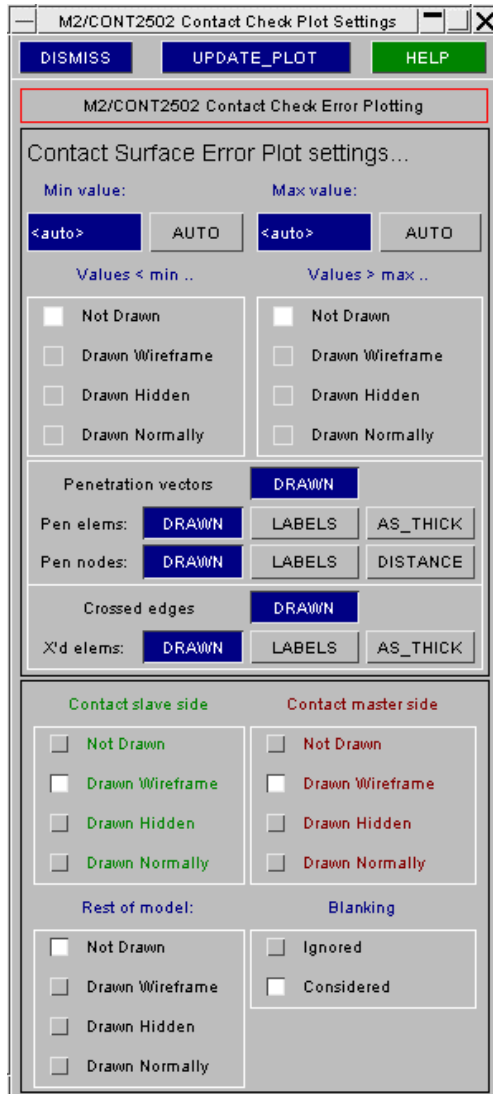 M2/CONT2502 Contact Check Plot Settings
DISMISS UPDATE_PLOT HELP
M2/CONT2502 Contact Check Error Plotting
Contact Surface Error Plot settings...
Min value: Max value:
<auto> AUTO <auto> AUTO
Values < min .. Values > max ..
Not Drawn Not Drawn
Drawn Wireframe Drawn Wireframe
Drawn Hidden Drawn Hidden
Drawn Normally Drawn Normally
Penetration vectors DRAWN
Pen elems: DRAWN LABELS AS_THICK
Pen nodes: DRAWN LABELS DISTANCE
Crossed edges DRAWN
X'd elems: DRAWN LABELS AS_THICK
Contact slave side Contact master side
Not Drawn Not Drawn
Drawn Wireframe Drawn Wireframe
Drawn Hidden Drawn Hidden
Drawn Normally Drawn Normally
Rest of model: Blanking
Not Drawn Ignored
Drawn Wireframe Considered
Drawn Hidden
Drawn Normally